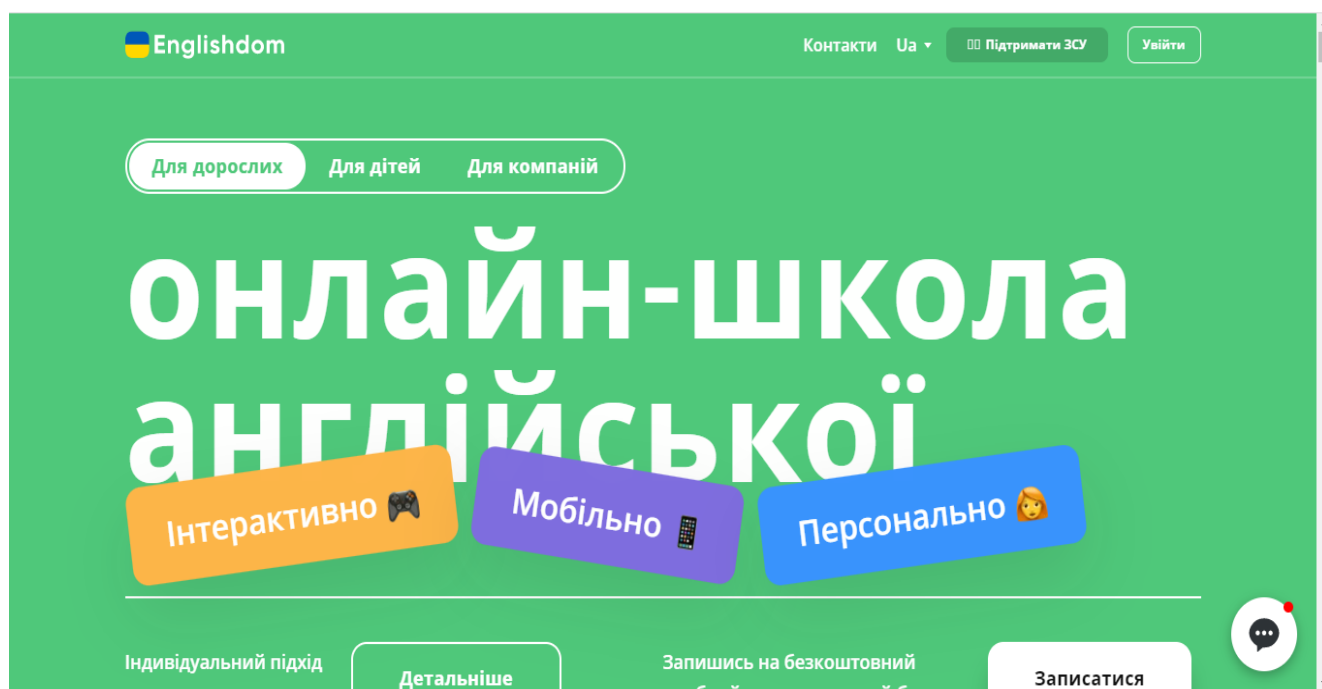 Englishdom
Контакти Ua Підтримати ЗСУ Увійти
Для дорослих Для дітей Для компаній
онлайн-школа
англійської
Інтерактивно Мобільно Персонально
Індивідуальний підхід Детальніше Запишись на безкоштовний Записатися